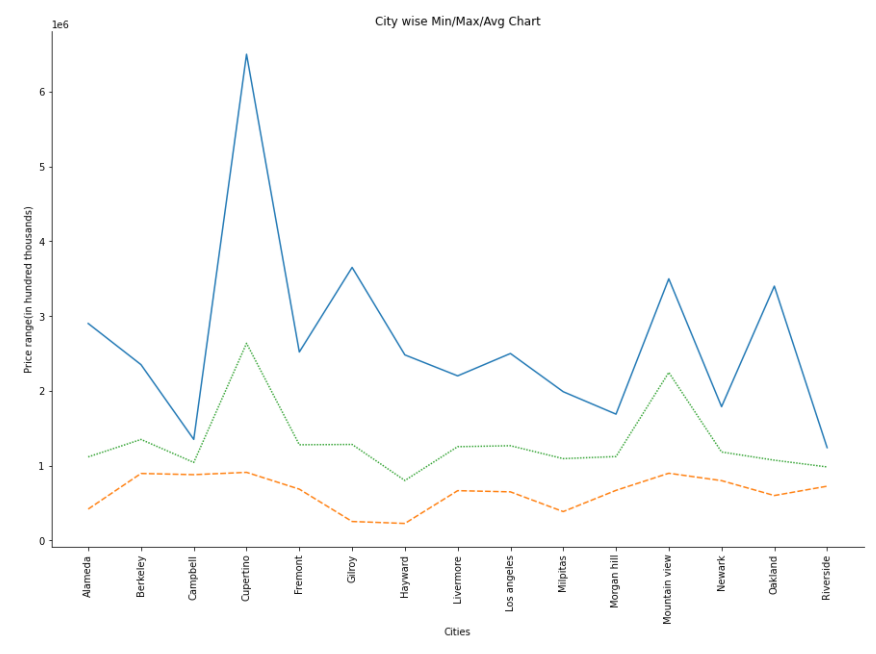 City wise Min/Max/Avg Chart
1e6
6
5
4
3
2
1
0
Price range(in hundred thousands)
Alameda
Berkeley
Campbell
Cupertino
Fremont
Gilroy
Hayward
Livermore
Los angeles
Milpitas
Morgan hill
Mountain view
Newark
Oakland
Riverside
Cities